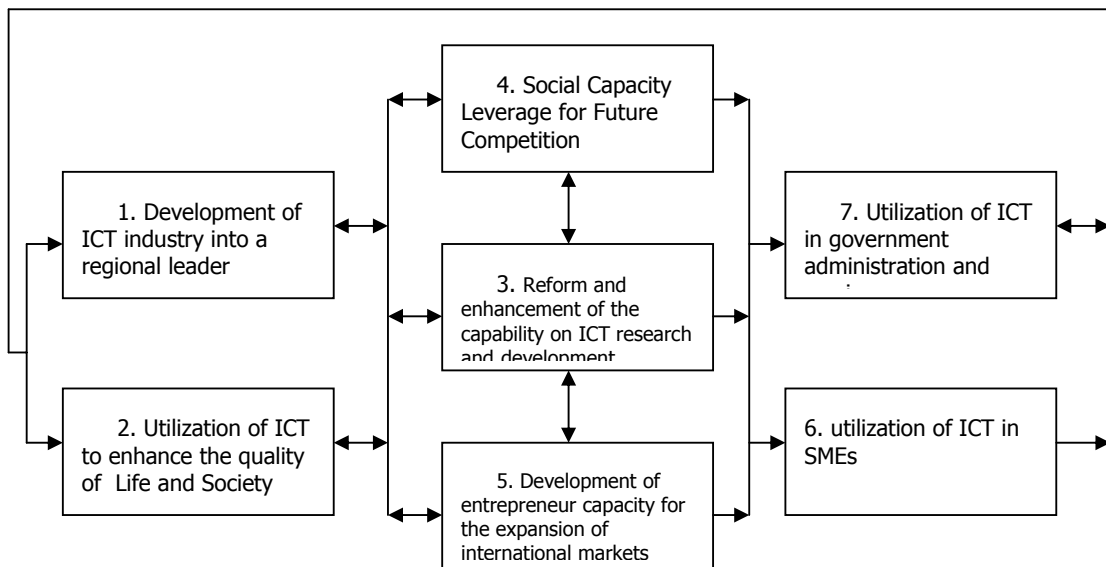 4. Social Capacity
Leverage for Future
Competition
1. Development of
ICT industry into a
regional leader
7. Utilization of ICT
in government
administration and
3. Reform and
enhancement of the
capability on ICT research
and development
2. Utilization of ICT
to enhance the quality
of Life and Society
6. utilization of ICT in
SMEs
5. Development of
entrepreneur capacity for
the expansion of
international markets